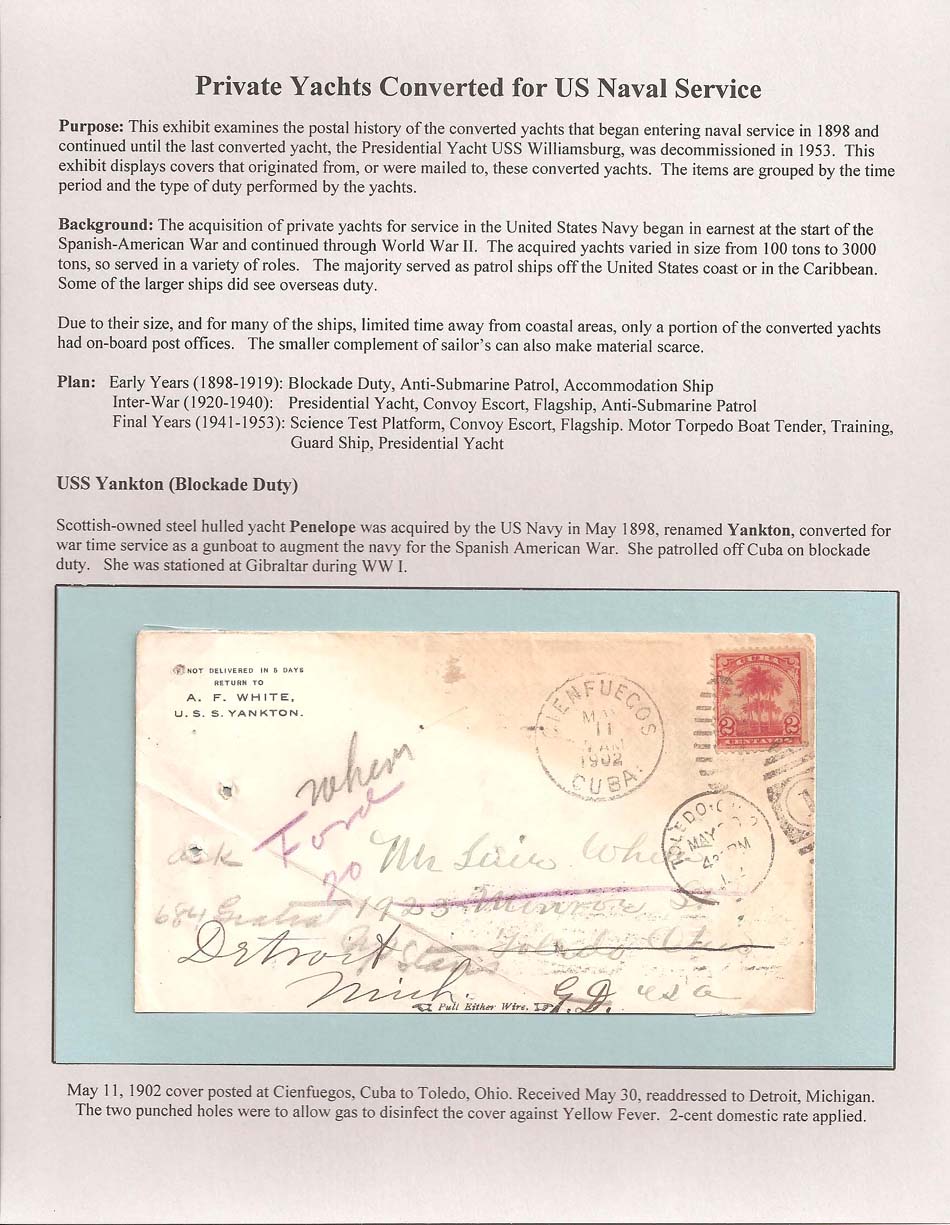 Private Yachts Converted for US Naval Service
Purpose: This exhibit examines the postal history of the converted yachts that began entering naval service in 1898 and
continued until the last converted yacht, the Presidential Yacht USS Williamsburg, was decommissioned in 1953. This
exhibit displays covers that originated from, or were mailed to, these converted yachts. The items are grouped by the time
period and the type of duty performed by the yachts.
Background: The acquisition of private yachts for service in the United States Navy began in earnest at the start of the
Spanish-American War and continued through World War II. The acquired yachts varied in size from 100 tons to 3000
tons, so served in a variety of roles. The majority served as patrol ships off the United States coast or in the Caribbean.
Some of the larger ships did see overseas duty.
Due to their size, and for many of the ships, limited time away from coastal areas, only a portion of the converted yachts
had on-board post offices. The smaller complement of sailor's can also make material scarce.
Plan: Early Years (1898-1919): Blockade Duty, Anti-Submarine Patrol, Accommodation Ship
Inter-War (1920-1940): Presidential Yacht, Convoy Escort, Flagship, Anti-Submarine Patrol
Final Years (1941-1953): Science Test Platform, Convoy Escort, Flagship. Motor Torpedo Boat Tender, Training,
Guard Ship, Presidential Yacht
USS Yankton (Blockade Duty)
Scottish-owned steel hulled yacht Penelope was acquired by the US Navy in May 1898, renamed Yankton, converted for
war time service as a gunboat to augment the navy for the Spanish American War. She patrolled off Cuba on blockade
duty. She was stationed at Gibraltar during WW I.
NOT DELIVERED IN 5 DAYS
RETURN TO
A. F. WHITE,
U. S. S. YANKTON.
CIENFUEGOS
MAY
11
AM
1902
CUBA.
CUBA
2 2
CENTAVOS
TOLEDO, O
MAY
PM
ask
Mr
684
1923 Monroe
Toledo Ohio
Detroit
Mich.
G.D. USA
Pull Either Wire.
May 11, 1902 cover posted at Cienfuegos, Cuba to Toledo, Ohio. Received May 30, readdressed to Detroit, Michigan.
The two punched holes were to allow gas to disinfect the cover against Yellow Fever. 2-cent domestic rate applied.